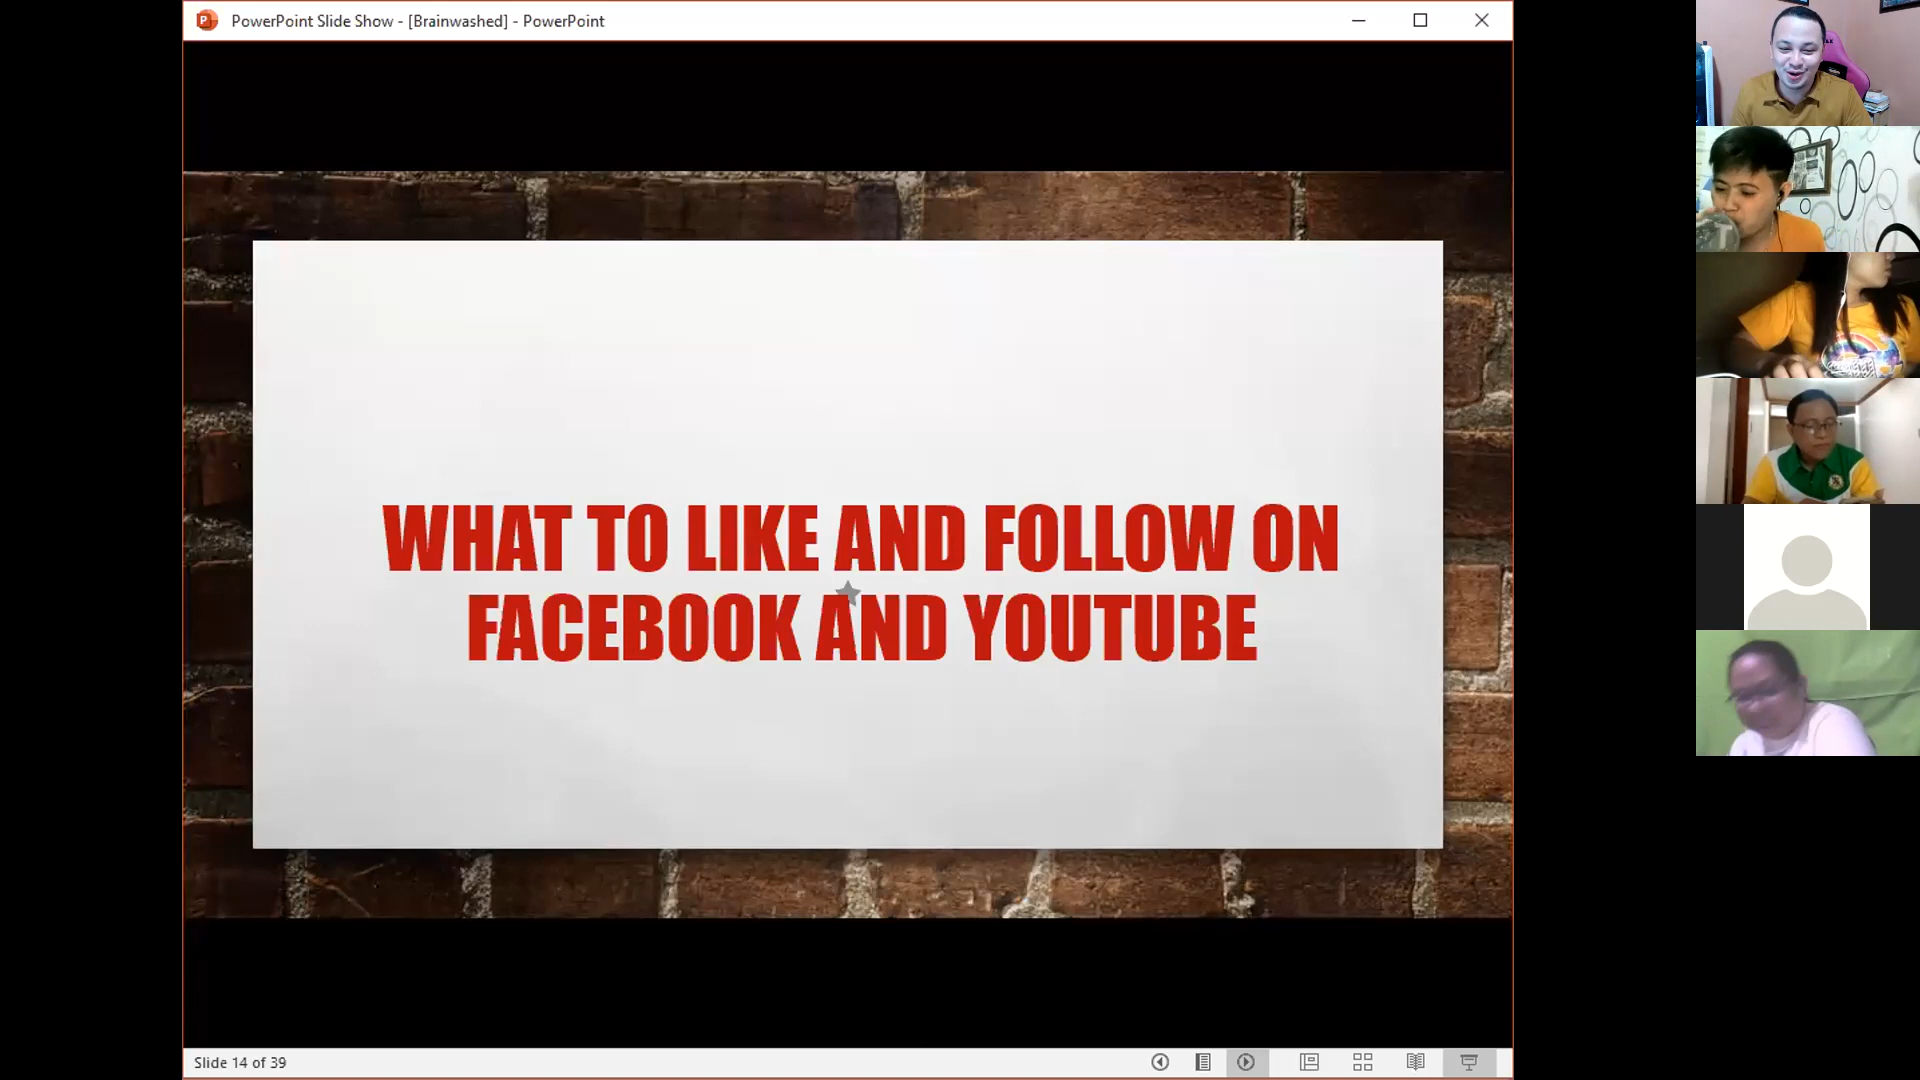 PowerPoint Slide Show - [Brainwashed] - PowerPoint
WHAT TO LIKE AND FOLLOW ON
FACEBOOK AND YOUTUBE
Slide 14 of 39